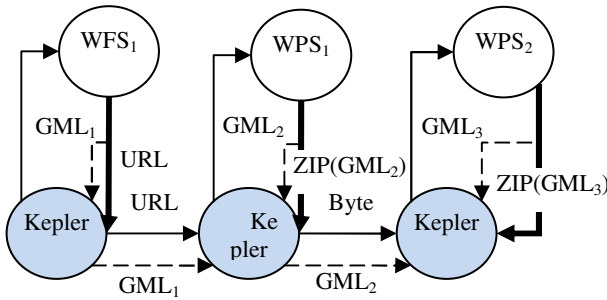 WFS₁
WPS₁
WPS₂
GML₁
GML₂
GML₃
URL
ZIP(GML₂)
ZIP(GML₃)
URL
Byte
Kepler
Ke
pler
Kepler
GML₁
GML₂